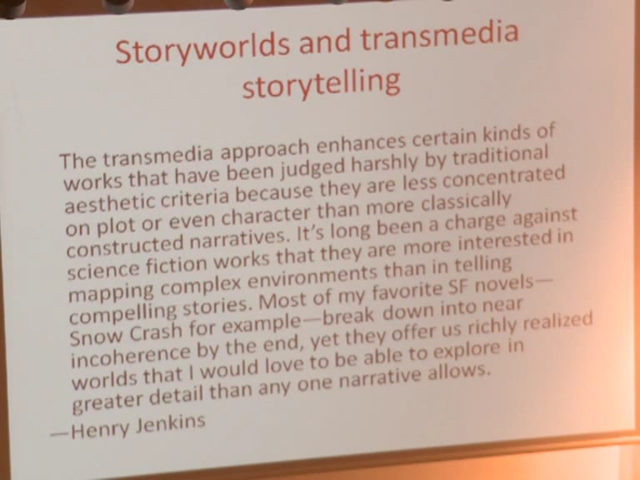 Storyworlds and transmedia
storytelling
The transmedia approach enhances certain kinds of
works that have been judged harshly by traditional
aesthetic criteria because they are less concentrated
on plot or even character than more classically
constructed narratives. It's long been a charge against
science fiction works that they are more interested in
mapping complex environments than in telling
compelling stories. Most of my favorite SF novels—
Snow Crash for example—break down into near
incoherence by the end, yet they offer us richly realized
worlds that I would love to be able to explore in
greater detail than any one narrative allows.
—Henry Jenkins